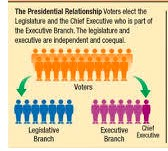 The Presidential Relationship Voters elect the
Legislature and the Chief Executive who is part of
the Executive Branch. The legislature and
executive are independent and coequal.
Voters
Legislative
Branch
Executive
Branch
Chief
Executive